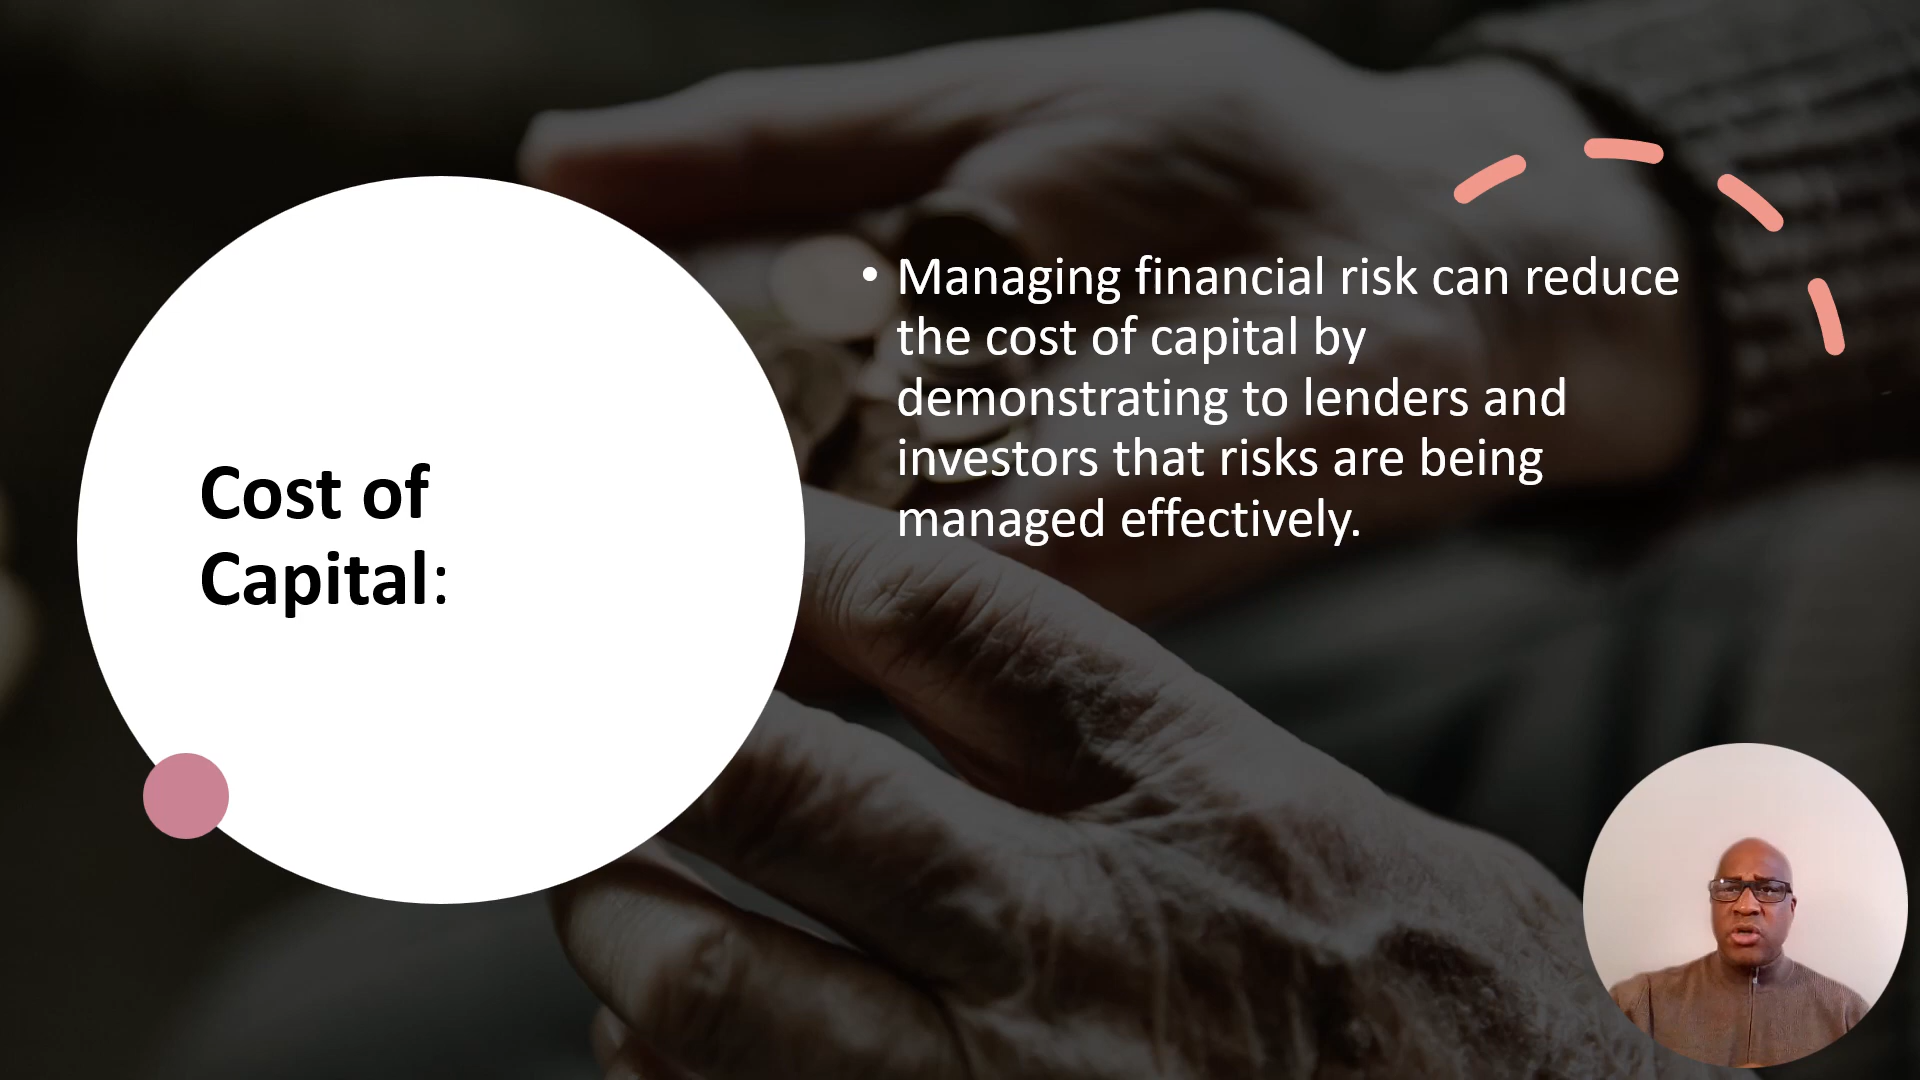 Cost of
Capital:
• Managing financial risk can reduce
the cost of capital by
demonstrating to lenders and
investors that risks are being
managed effectively.